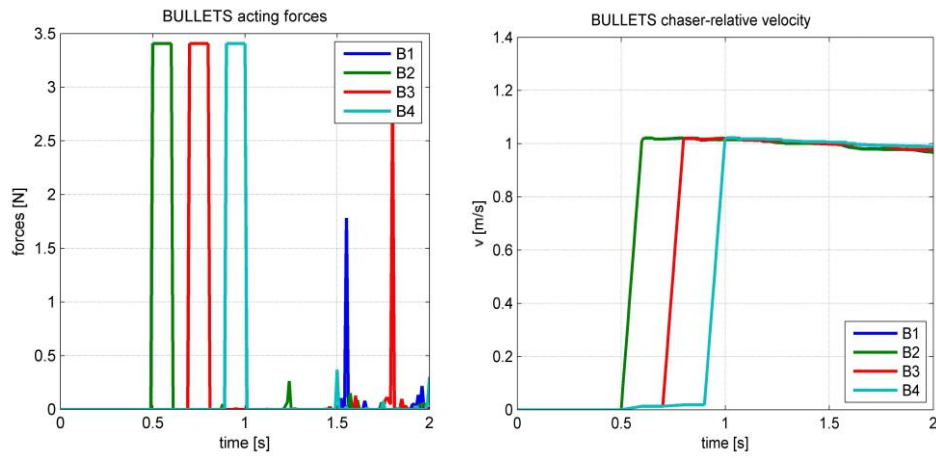 BULLETS acting forces
3.5
3
2.5
2
1.5
1
0.5
0
forces [N]
B1
B2
B3
B4
0 0.5 1 1.5 2
time [s]
BULLETS chaser-relative velocity
1.4
1.2
1
0.8
0.6
0.4
0.2
0
v [m/s]
B1
B2
B3
B4
0 0.5 1 1.5 2
time [s]